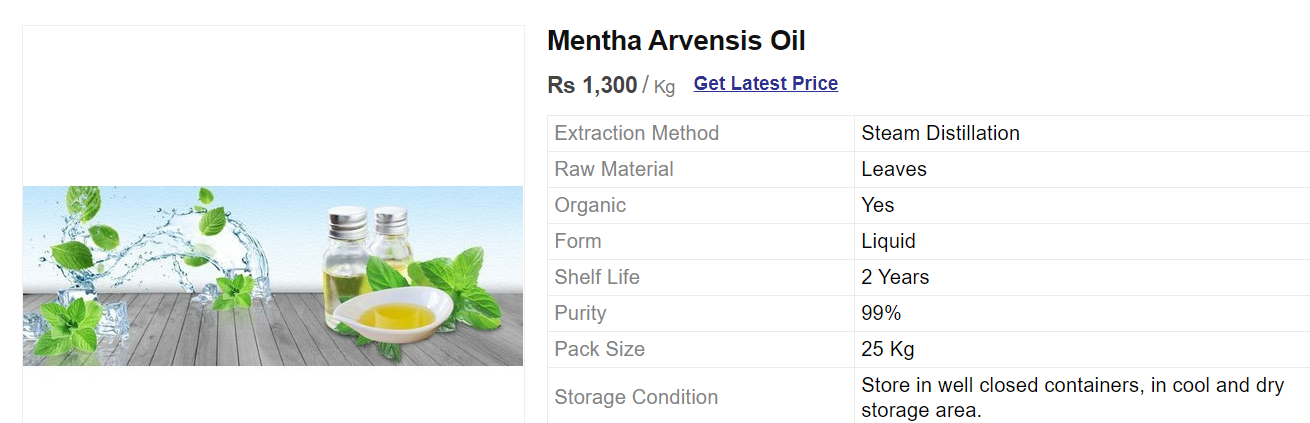 Mentha Arvensis Oil
Rs 1,300 / Kg Get Latest Price
Extraction Method Steam Distillation
Raw Material Leaves
Organic Yes
Form Liquid
Shelf Life 2 Years
Purity 99%
Pack Size 25 Kg
Storage Condition Store in well closed containers, in cool and dry
storage area.